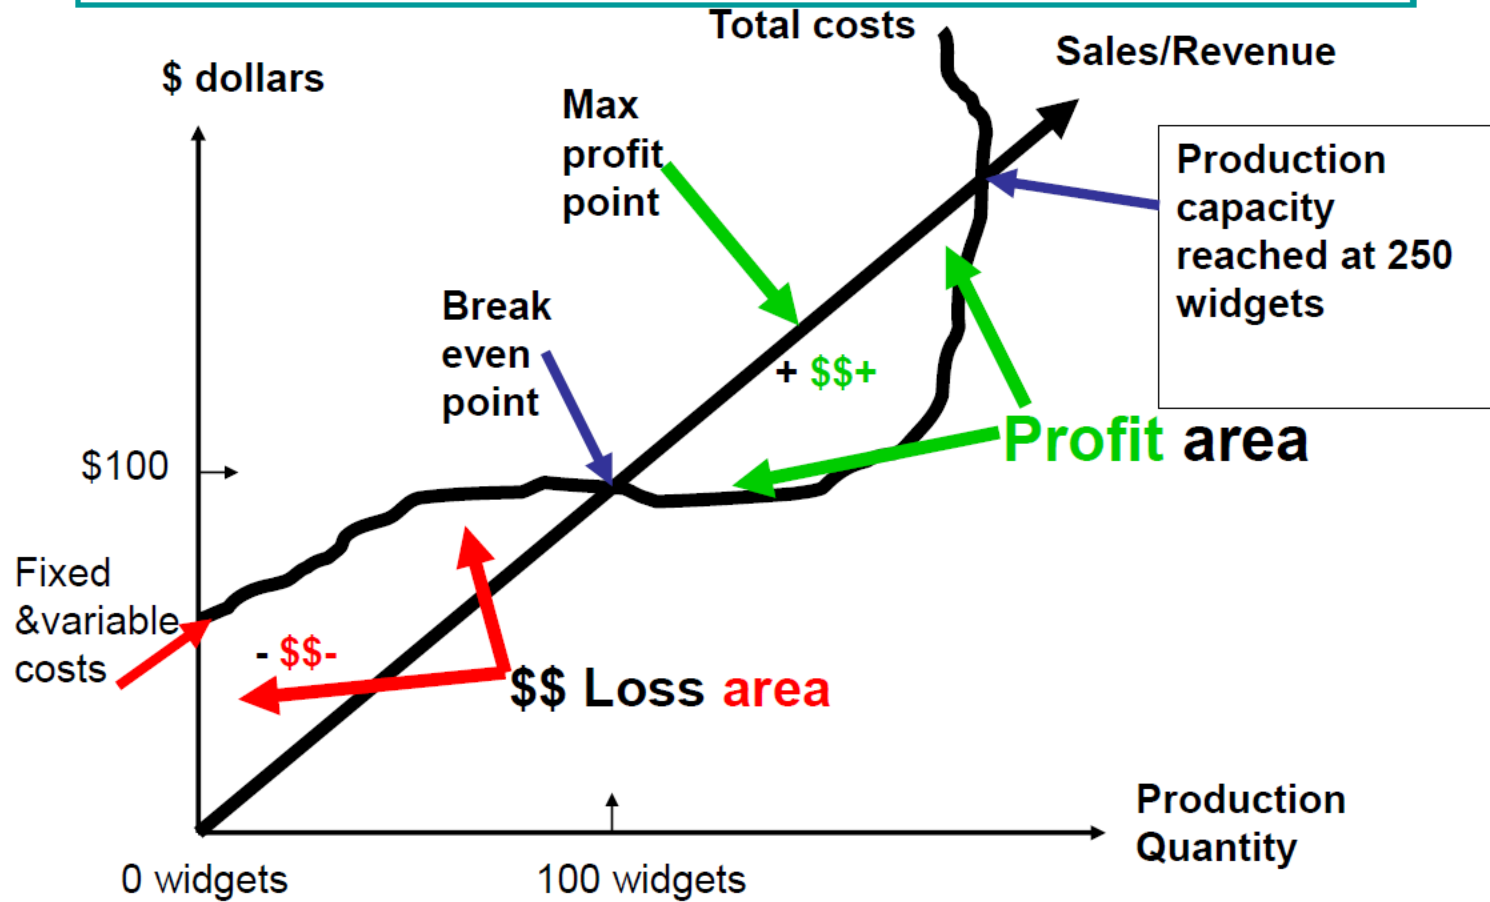 Total costs
Sales/Revenue
$ dollars
Max
profit
point
Production
capacity
reached at 250
widgets
Break
even
point
+ $$+
Profit area
$100
Fixed
&variable
costs
- $$-
$$ Loss area
Production
Quantity
0 widgets
100 widgets